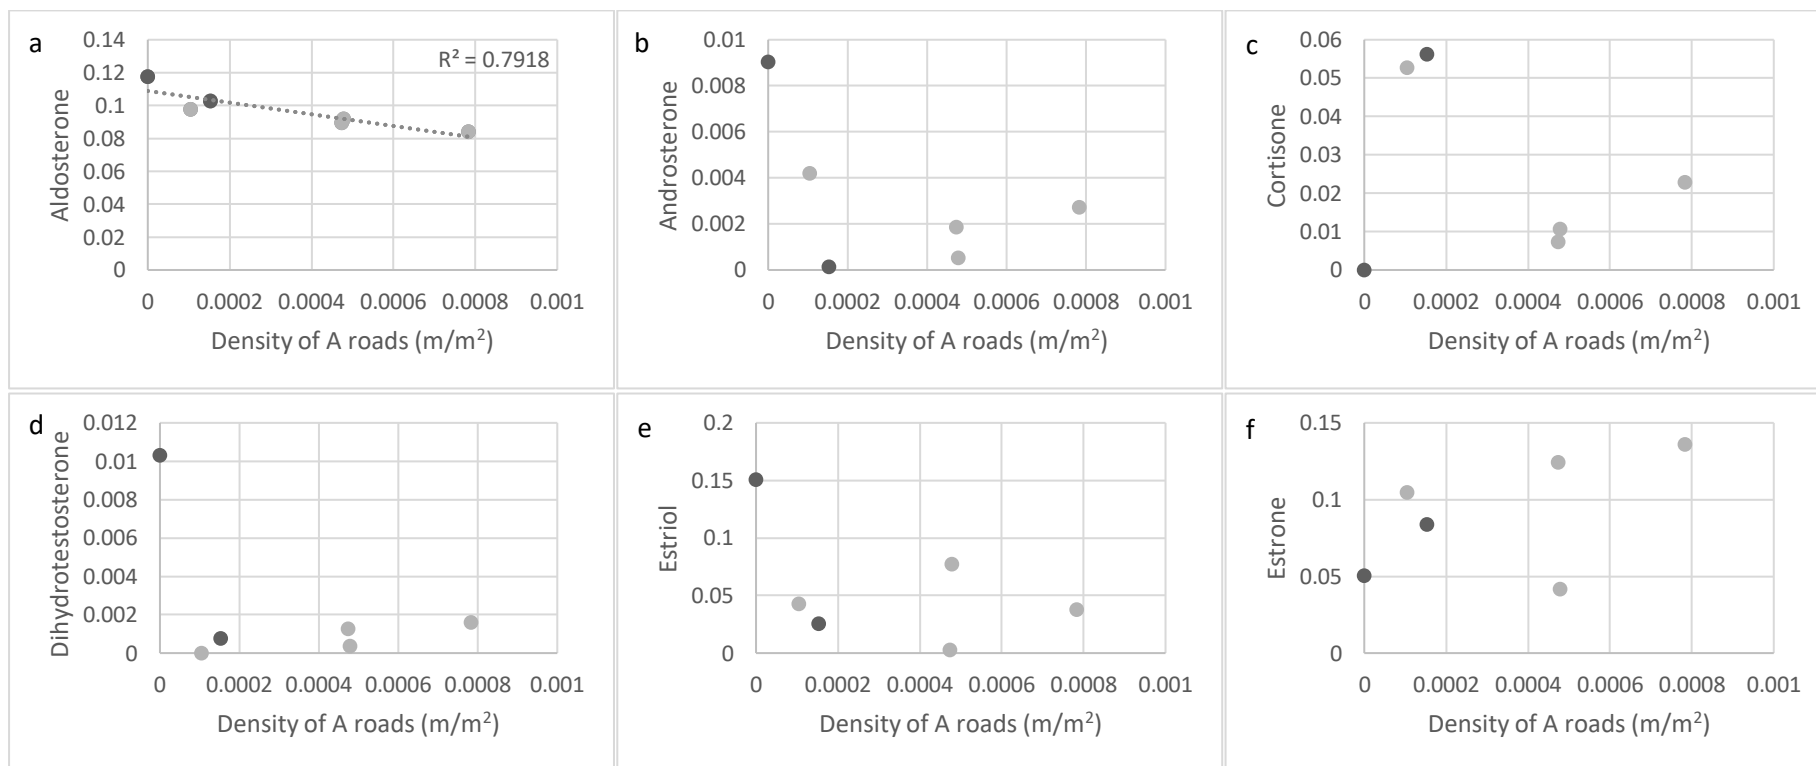 a
0.14
R² = 0.7918
0.12
0.1
0.08
0.06
0.04
0.02
0
Aldosterone
0 0.0002 0.0004 0.0006 0.0008 0.001
Density of A roads (m/m²)
b
0.01
0.008
0.006
0.004
0.002
0
Androsterone
0 0.0002 0.0004 0.0006 0.0008 0.001
Density of A roads (m/m²)
c
0.06
0.05
0.04
0.03
0.02
0.01
0
Cortisone
0 0.0002 0.0004 0.0006 0.0008 0.001
Density of A roads (m/m²)
d
0.012
0.01
0.008
0.006
0.004
0.002
0
Dihydrotestosterone
0 0.0002 0.0004 0.0006 0.0008 0.001
Density of A roads (m/m²)
e
0.2
0.15
0.1
0.05
0
Estriol
0 0.0002 0.0004 0.0006 0.0008 0.001
Density of A roads (m/m²)
f
0.15
0.1
0.05
0
Estrone
0 0.0002 0.0004 0.0006 0.0008 0.001
Density of A roads (m/m²)